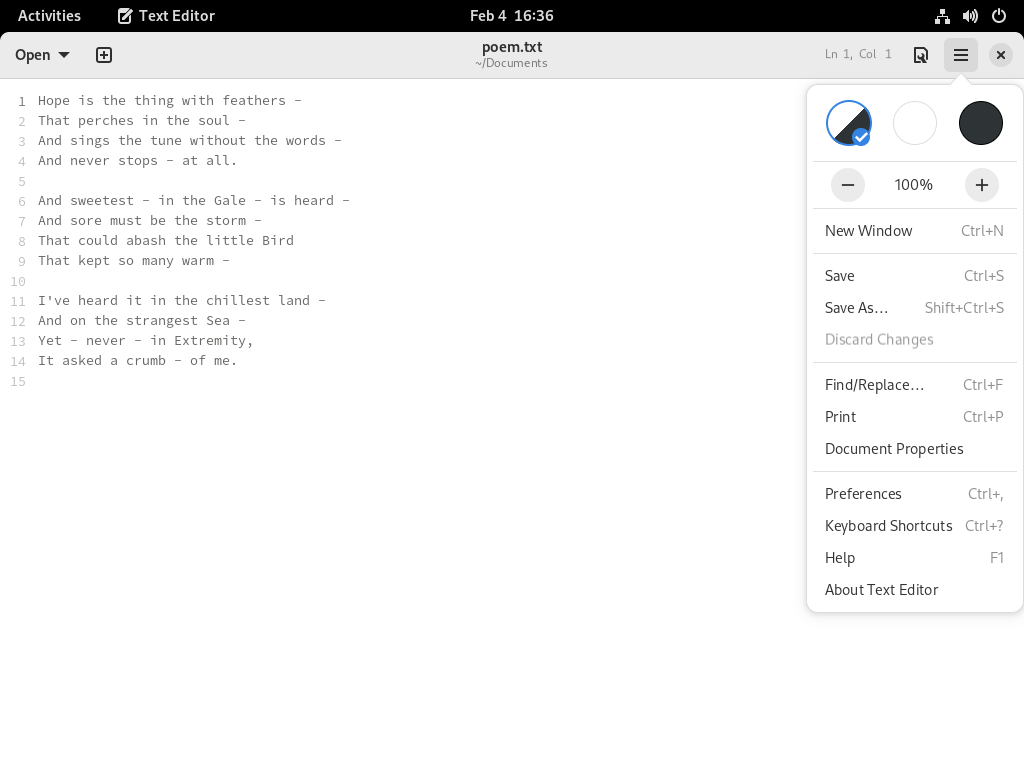 Activities Text Editor Feb 4 16:36
Open poem.txt Ln 1, Col 1
~/Documents
1 Hope is the thing with feathers –
2 That perches in the soul –
3 And sings the tune without the words –
4 And never stops – at all.
5
6 And sweetest – in the Gale – is heard –
7 And sore must be the storm –
8 That could abash the little Bird
9 That kept so many warm –
10
11 I've heard it in the chillest land –
12 And on the strangest Sea –
13 Yet – never – in Extremity,
14 It asked a crumb – of me.
15
100%
New Window Ctrl+N
Save Ctrl+S
Save As… Shift+Ctrl+S
Discard Changes
Find/Replace… Ctrl+F
Print Ctrl+P
Document Properties
Preferences Ctrl+,
Keyboard Shortcuts Ctrl+?
Help F1
About Text Editor